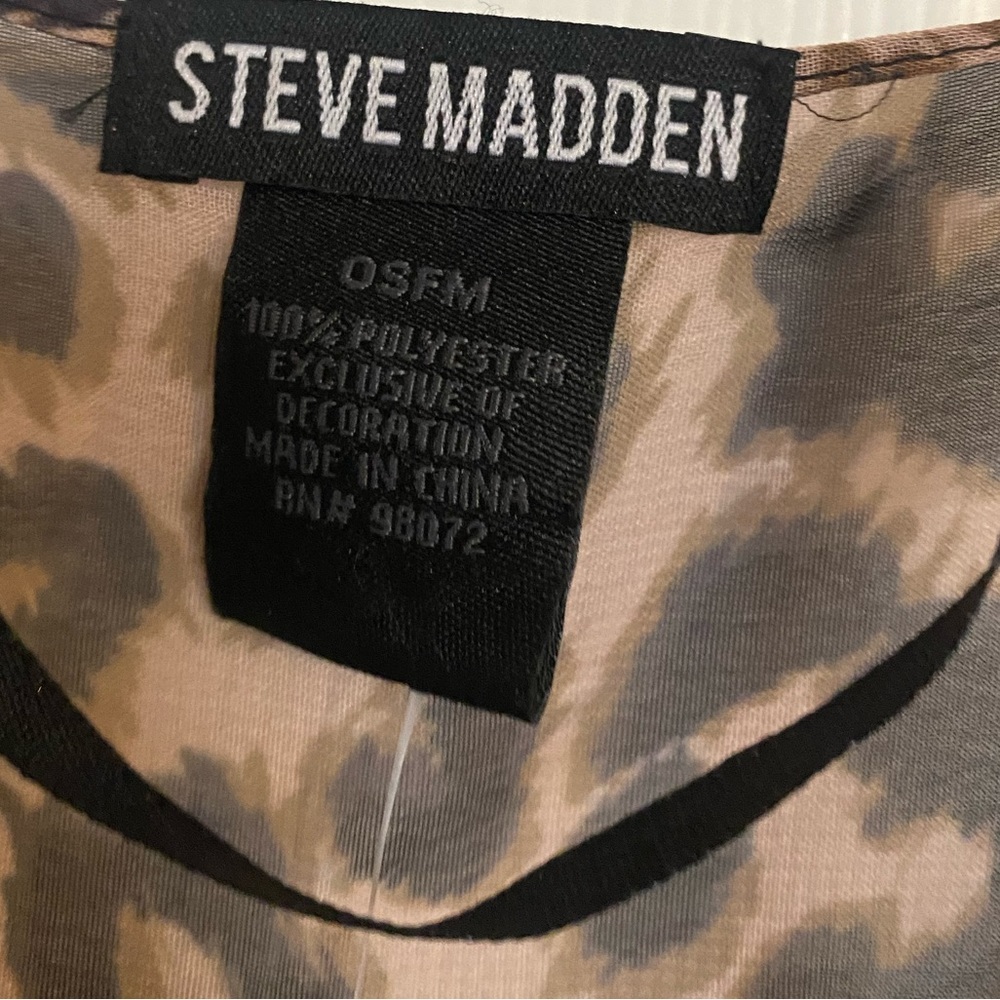 STEVE MADDEN
OSFM
100% POLYESTER
EXCLUSIVE OF
DECORATION
MADE IN CHINA
RN# 98072